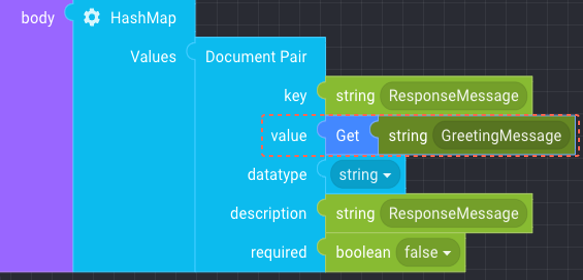 body HashMap
Values Document Pair
key string ResponseMessage
value Get string GreetingMessage
datatype string
description string ResponseMessage
required boolean false